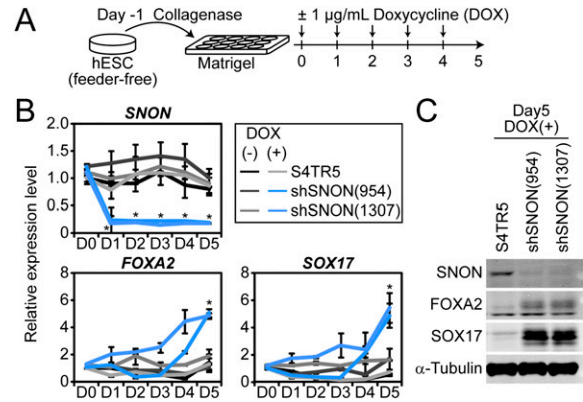 A
Day -1 Collagenase
± 1 µg/mL Doxycycline (DOX)
hESC
(feeder-free)
Matrigel
0 1 2 3 4 5
B
SNON
2.0
1.5
1.0
0.5
0
* * * * *
D0 D1 D2 D3 D4 D5
DOX
(-) (+)
S4TR5
shSNON(954)
shSNON(1307)
Relative expression level
FOXA2
8
6
4
2
0
*
D0 D1 D2 D3 D4 D5
SOX17
8
6
4
2
0
*
D0 D1 D2 D3 D4 D5
C
Day5
DOX(+)
S4TR5
shSNON(954)
shSNON(1307)
SNON
FOXA2
SOX17
α-Tubulin